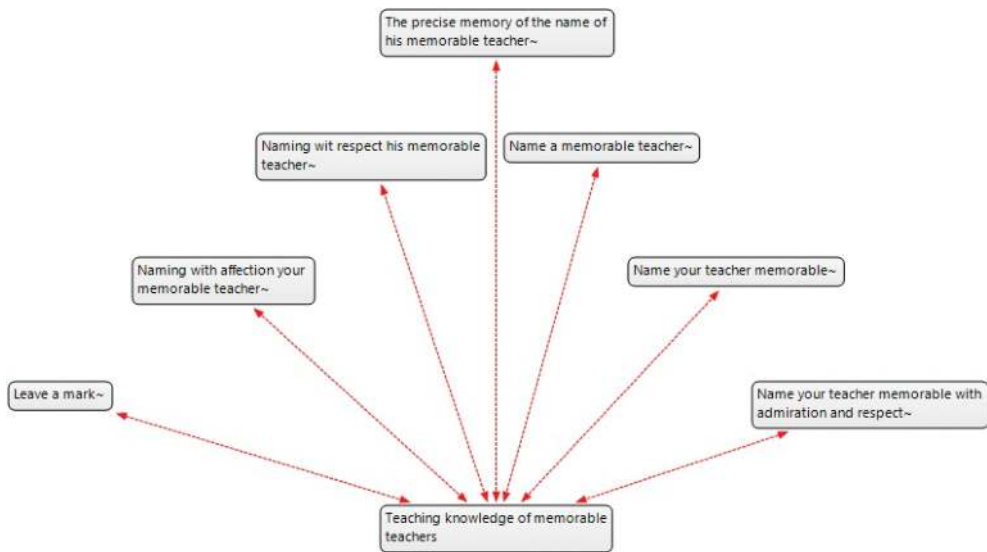 The precise memory of the name of
his memorable teacher~
Naming wit respect his memorable
teacher~
Name a memorable teacher~
Naming with affection your
memorable teacher~
Name your teacher memorable~
Leave a mark~
Name your teacher memorable with
admiration and respect~
Teaching knowledge of memorable
teachers